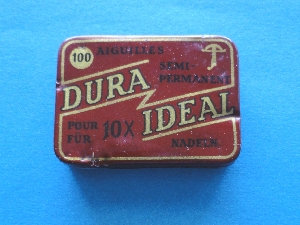 100 AIGUILLES
SEMI-
PERMANENT
DURA
IDEAL
POUR 10X
FUR NADELN